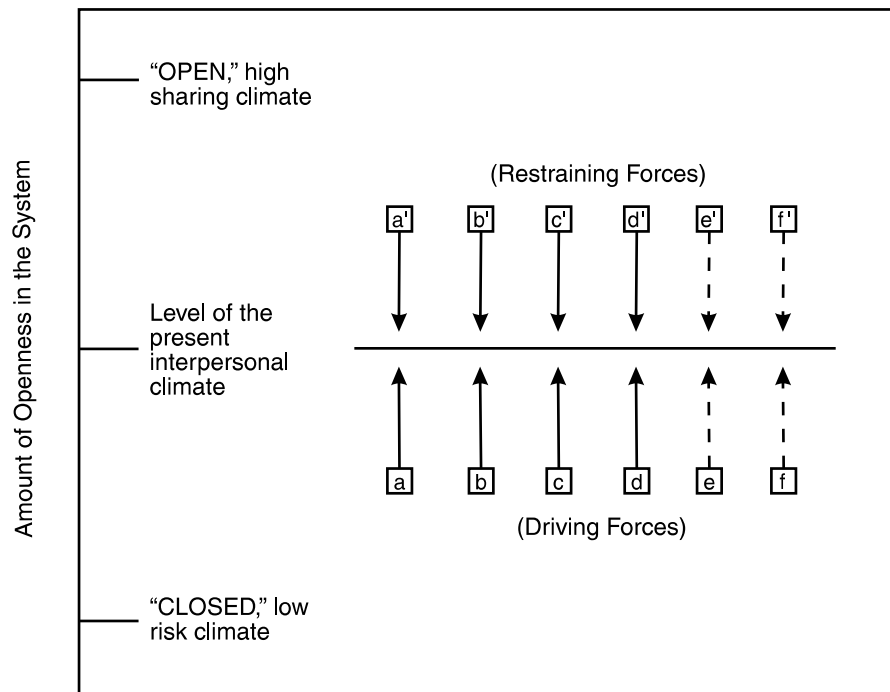 Amount of Openness in the System
“OPEN,” high
sharing climate
(Restraining Forces)
a' b' c' d' e' f'
Level of the
present
interpersonal
climate
a b c d e f
(Driving Forces)
“CLOSED,” low
risk climate